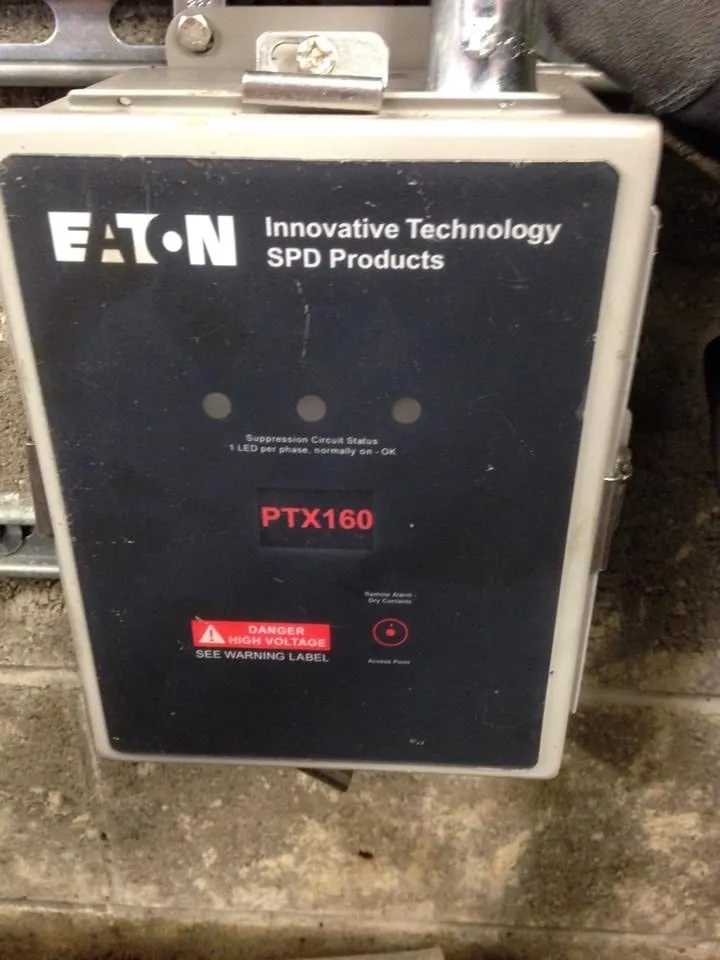 EATON
Innovative Technology
SPD Products
Suppression Circuit Status
1 LED per phase, normally on - OK
PTX160
Remote Alarm -
Dry Contacts
DANGER
HIGH VOLTAGE
SEE WARNING LABEL
Access Point